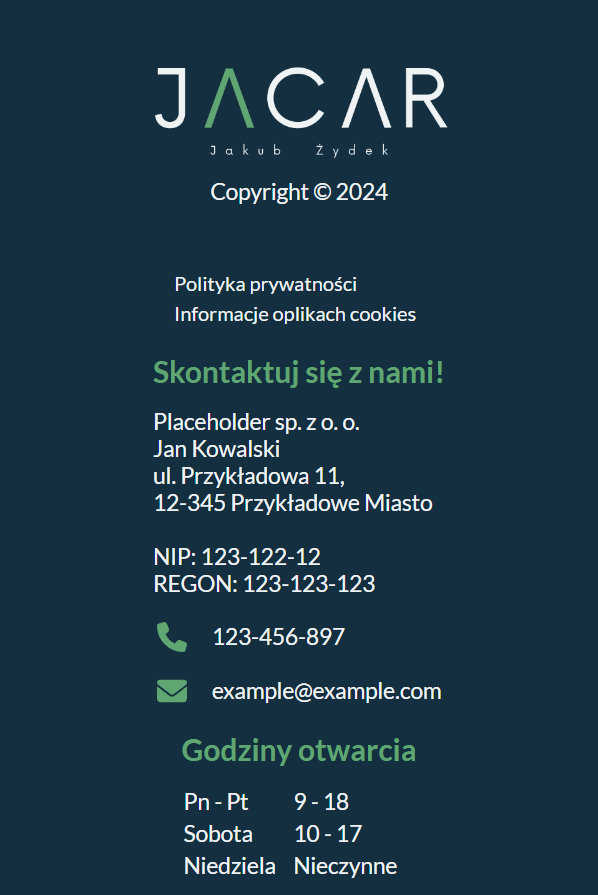 JACAR
Jakub Żydek
Copyright © 2024
Polityka prywatności
Informacje oplikach cookies
Skontaktuj się z nami!
Placeholder sp. z o. o.
Jan Kowalski
ul. Przykładowa 11,
12-345 Przykładowe Miasto
NIP: 123-122-12
REGON: 123-123-123
123-456-897
example@example.com
Godziny otwarcia
Pn - Pt 9 - 18
Sobota 10 - 17
Niedziela Nieczynne